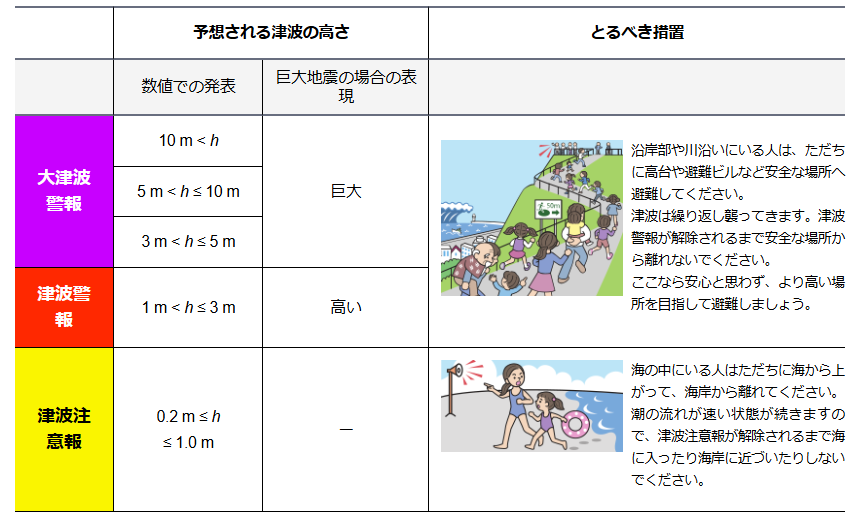 予想される津波の高さ
とるべき措置
数値での発表
巨大地震の場合の表
現
大津波
警報
10 m < h
5 m < h ≤ 10 m
3 m < h ≤ 5 m
巨大
50m
沿岸部や川沿いにいる人は、ただち
に高台や避難ビルなど安全な場所へ
避難してください。
津波は繰り返し襲ってきます。津波
警報が解除されるまで安全な場所か
ら離れないでください。
ここなら安心と思わず、より高い場
所を目指して避難しましょう。
津波警
報
1 m < h ≤ 3 m
高い
津波注
意報
0.2 m ≤ h
≤ 1.0 m
—
海の中にいる人はただちに海から上
がって、海岸から離れてください。
潮の流れが速い状態が続きますの
で、津波注意報が解除されるまで海
に入ったり海岸に近づいたりしない
でください。